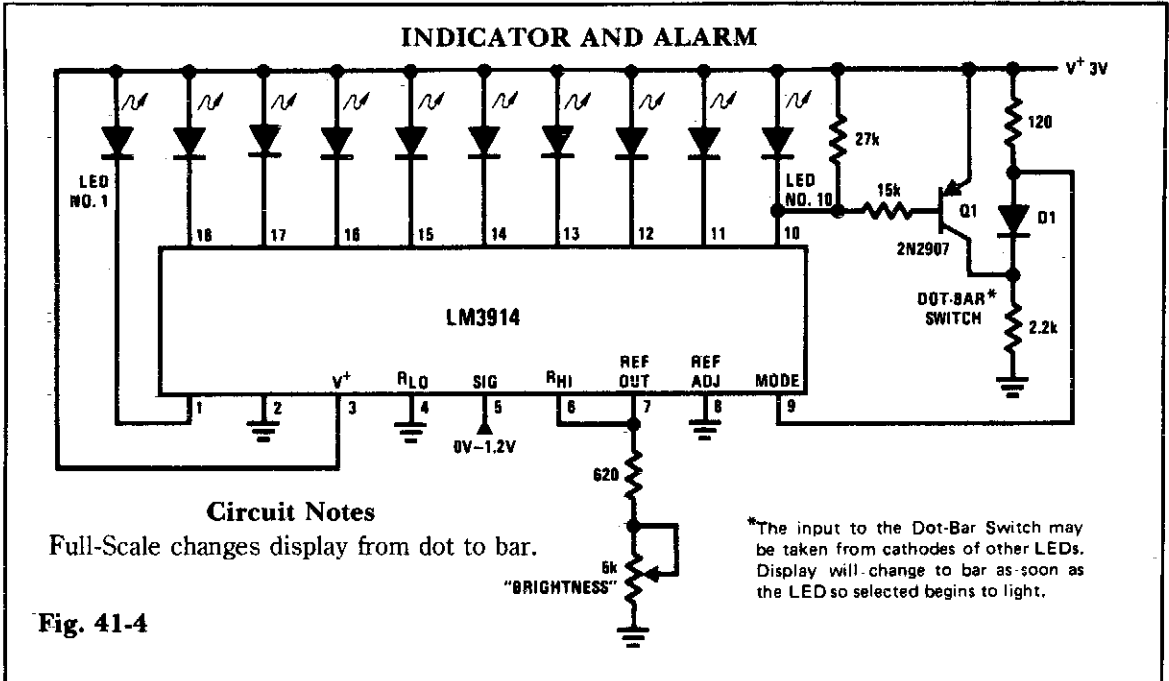 INDICATOR AND ALARM
V+ 3V
120
27k
LED
NO. 1
LED
NO. 10
15k
Q1
D1
2N2907
18
17
16
15
14
13
12
11
10
DOT-BAR*
SWITCH
2.2k
LM3914
V+
RLO
SIG
RHI
REF
OUT
REF
ADJ
MODE
1
2
3
4
5
6
7
8
9
0V–1.2V
620
Circuit Notes
Full-Scale changes display from dot to bar.
5k
"BRIGHTNESS"
*The input to the Dot-Bar Switch may
be taken from cathodes of other LEDs.
Display will change to bar as soon as
the LED so selected begins to light.
Fig. 41-4